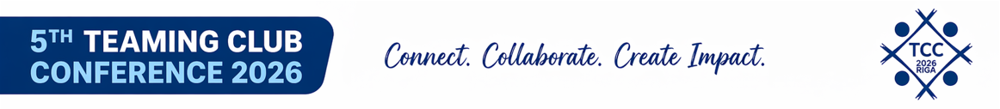 5TH TEAMING CLUB
CONFERENCE 2026
Connect. Collaborate. Create Impact.
TCC
2026
RIGA